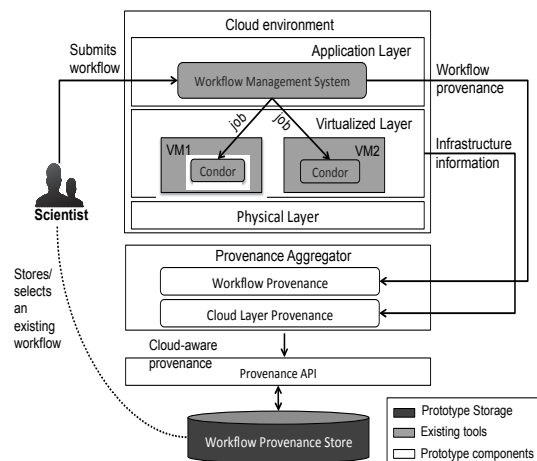 Cloud environment
Application Layer
Submits
workflow
Workflow Management System
Workflow
provenance
job
job
Virtualized Layer
VM1
VM2
Condor
Condor
Infrastructure
information
Scientist
Physical Layer
Provenance Aggregator
Workflow Provenance
Cloud Layer Provenance
Stores/
selects
an
existing
workflow
Cloud-aware
provenance
Provenance API
Workflow Provenance Store
Prototype Storage
Existing tools
Prototype components